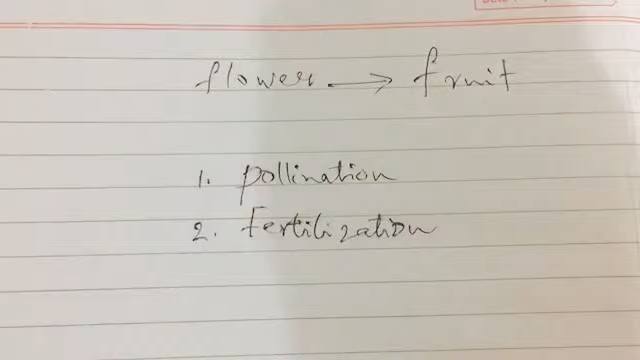 flower → fruit
1. pollination
2. fertilization